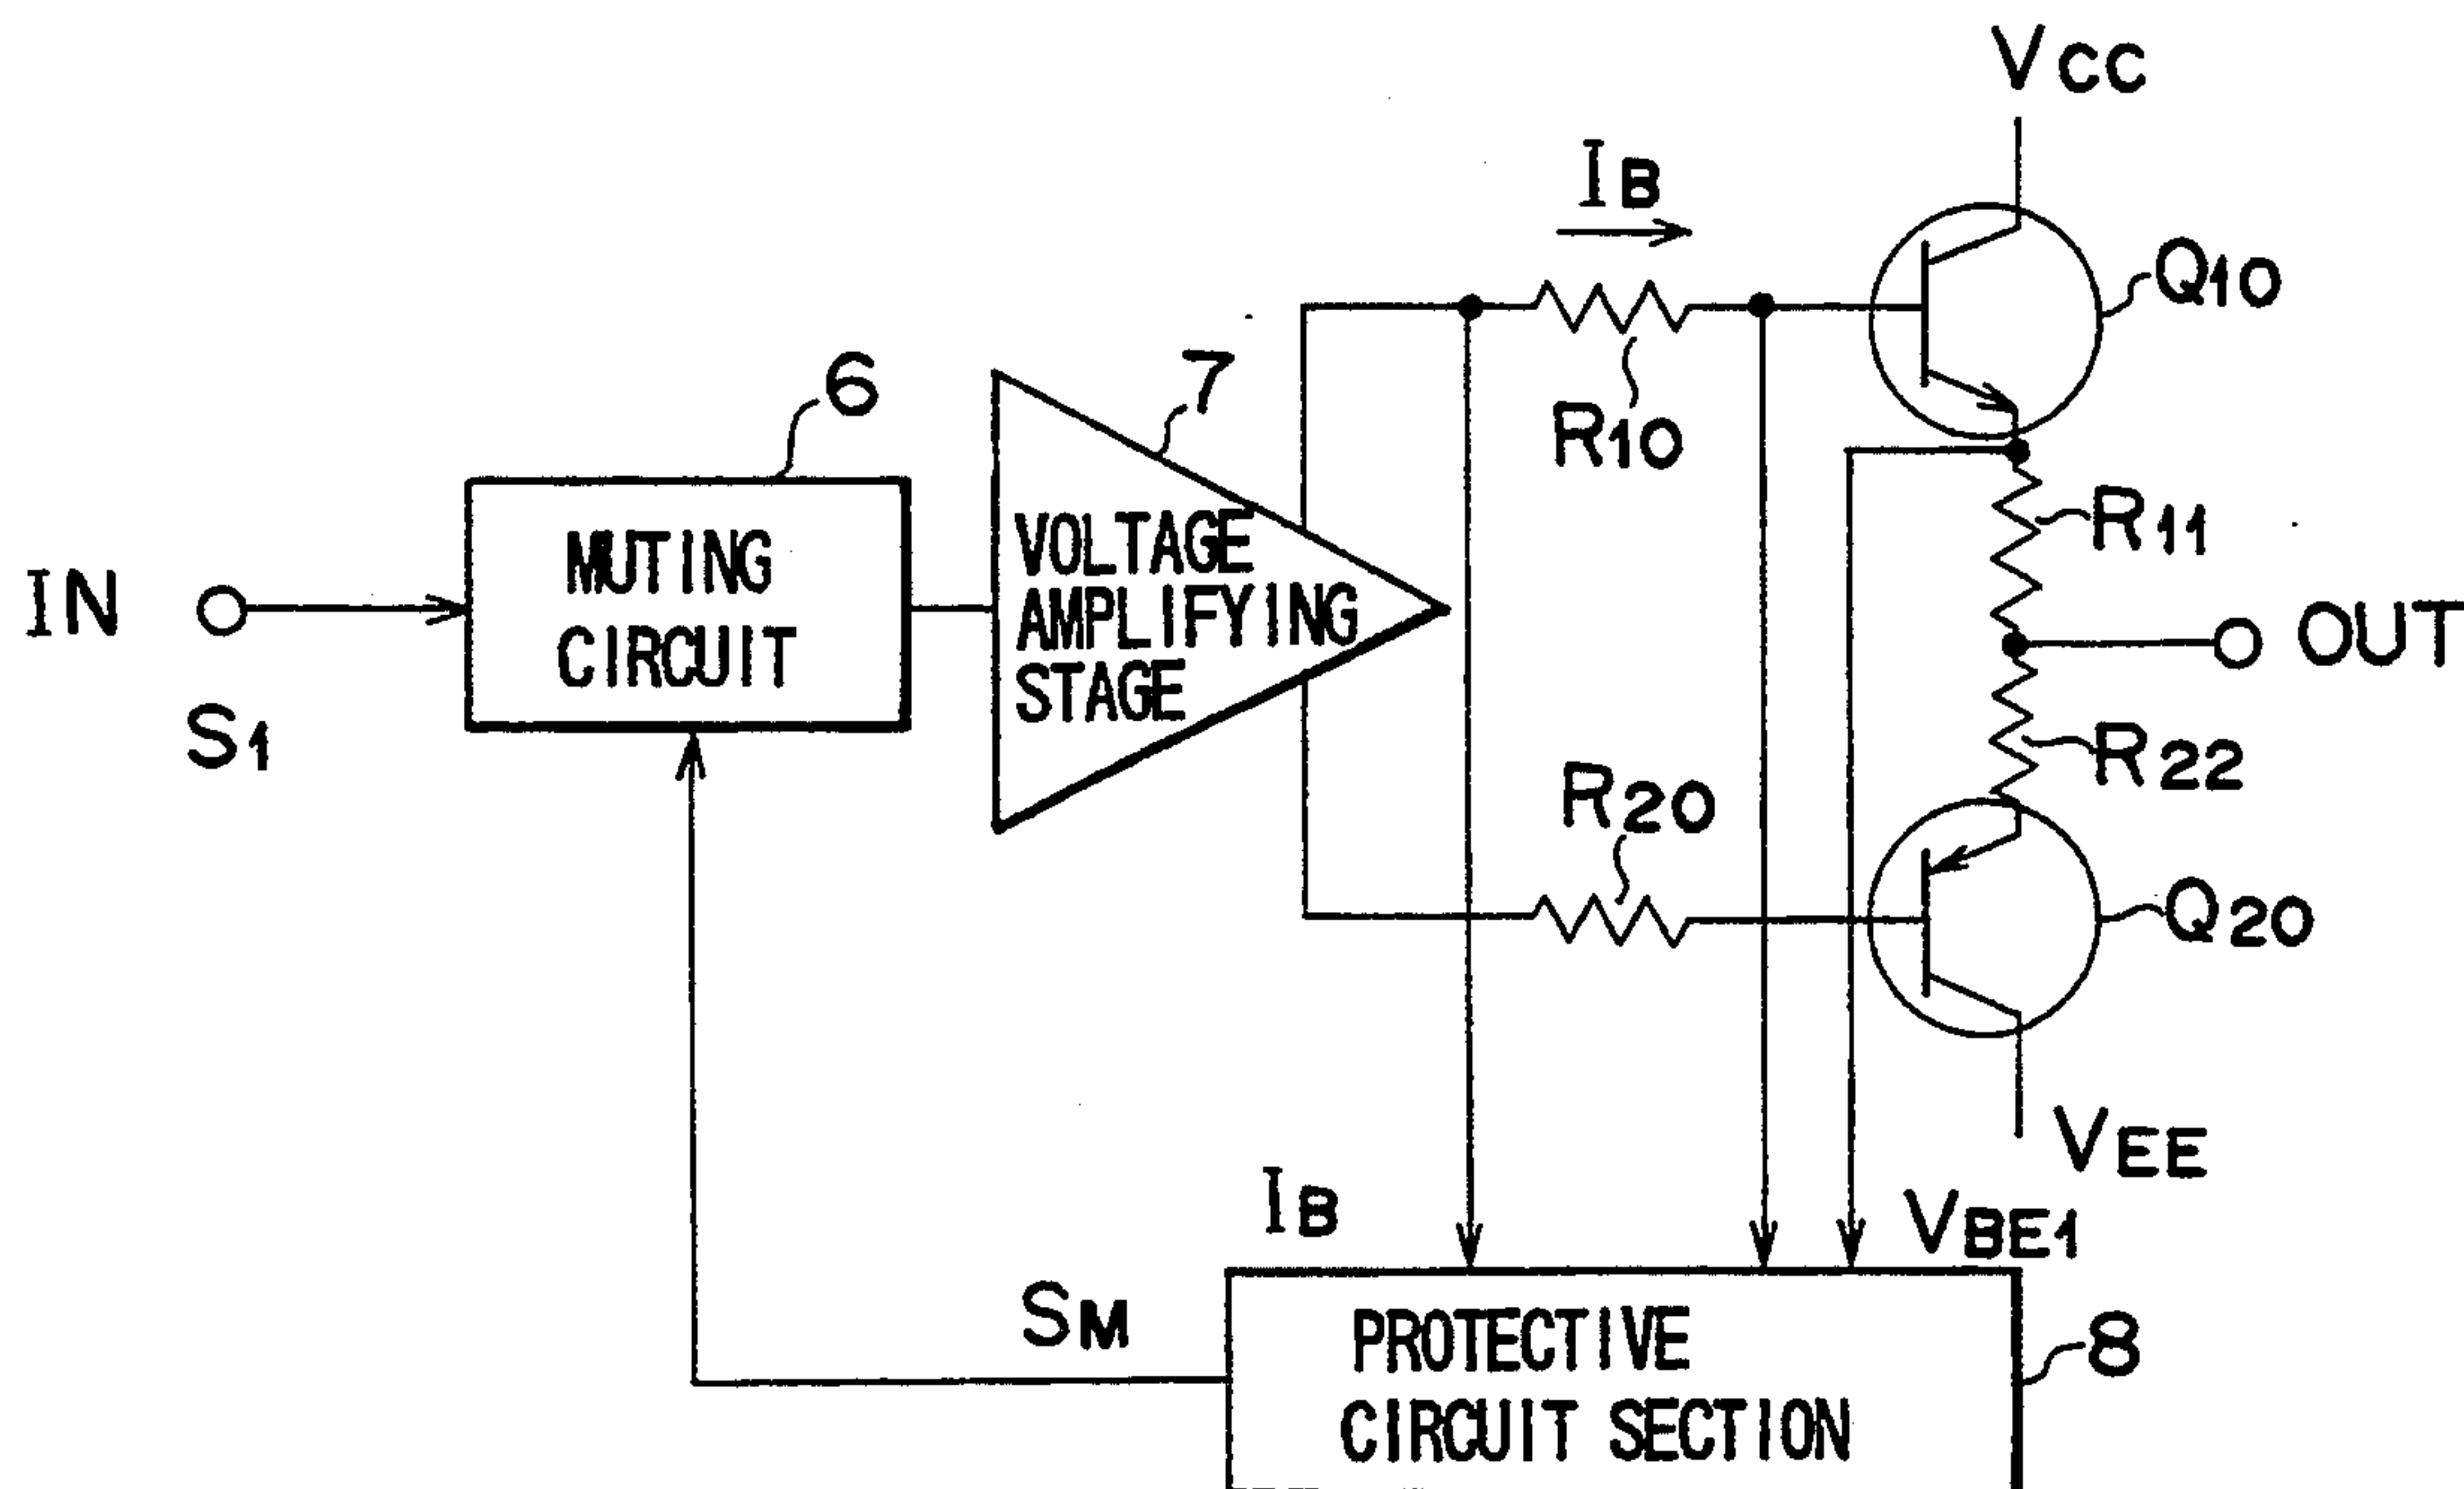 VCC
IB
Q10
6
7
R10
MUTING
CIRCUIT
VOLTAGE
AMPLIFYING
STAGE
R11
IN
OUT
S1
R22
R20
Q20
VEE
IB
VBE1
SM
PROTECTIVE
CIRCUIT SECTION
8